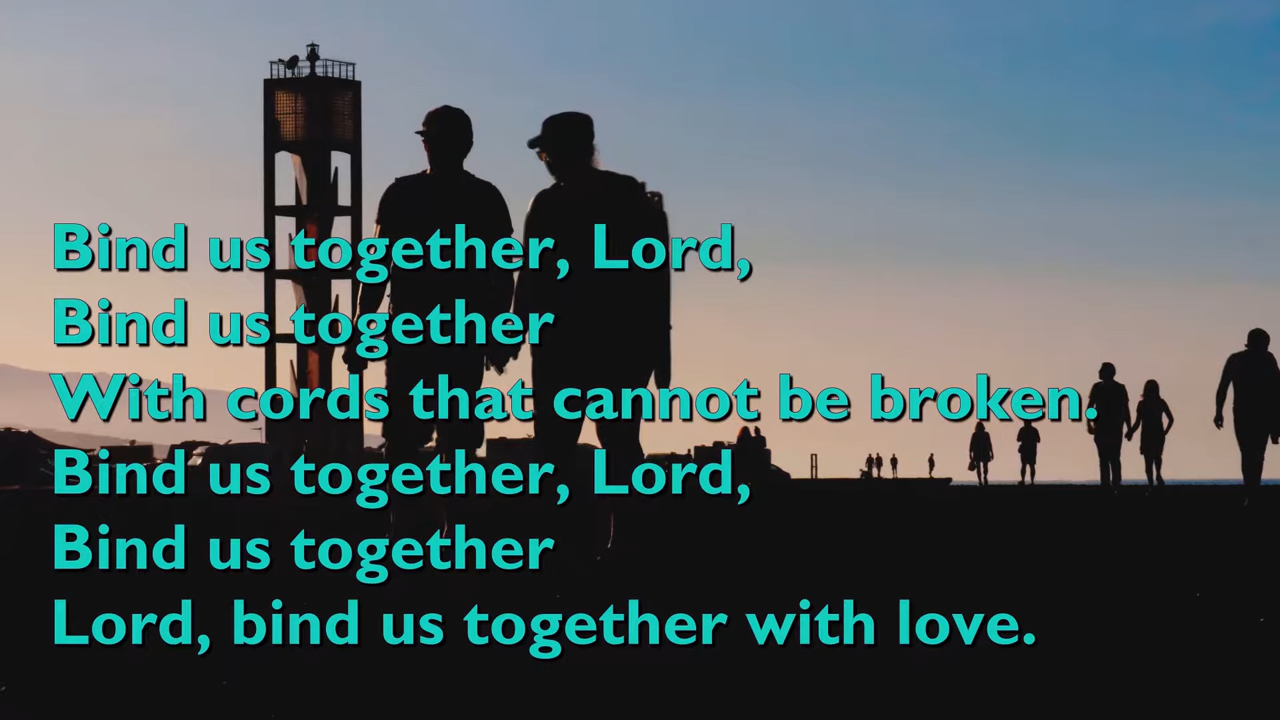 Bind us together, Lord,
Bind us together
With cords that cannot be broken.
Bind us together, Lord,
Bind us together
Lord, bind us together with love.